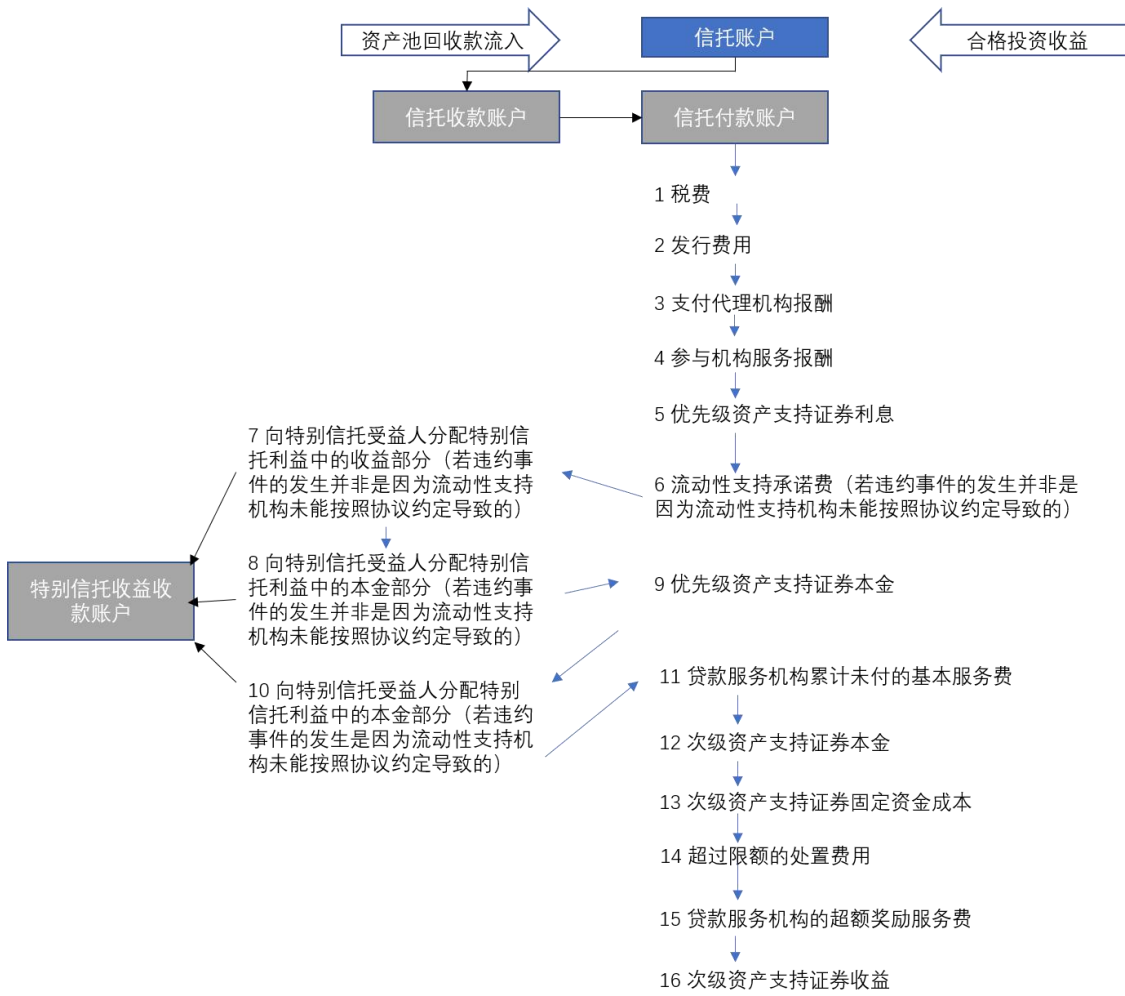 资产池回收款流入
信托账户
合格投资收益
信托收款账户
信托付款账户
1 税费
2 发行费用
3 支付代理机构报酬
4 参与机构服务报酬
5 优先级资产支持证券利息
6 流动性支持承诺费（若违约事件的发生并非是
因为流动性支持机构未能按照协议约定导致的）
7 向特别信托受益人分配特别信
托利益中的收益部分（若违约事
件的发生并非是因为流动性支持
机构未能按照协议约定导致的）
8 向特别信托受益人分配特别信
托利益中的本金部分（若违约事
件的发生并非是因为流动性支持
机构未能按照协议约定导致的）
特别信托收益收
款账户
9 优先级资产支持证券本金
10 向特别信托受益人分配特别
信托利益中的本金部分（若违约
事件的发生是因为流动性支持机
构未能按照协议约定导致的）
11 贷款服务机构累计未付的基本服务费
12 次级资产支持证券本金
13 次级资产支持证券固定资金成本
14 超过限额的处置费用
15 贷款服务机构的超额奖励服务费
16 次级资产支持证券收益